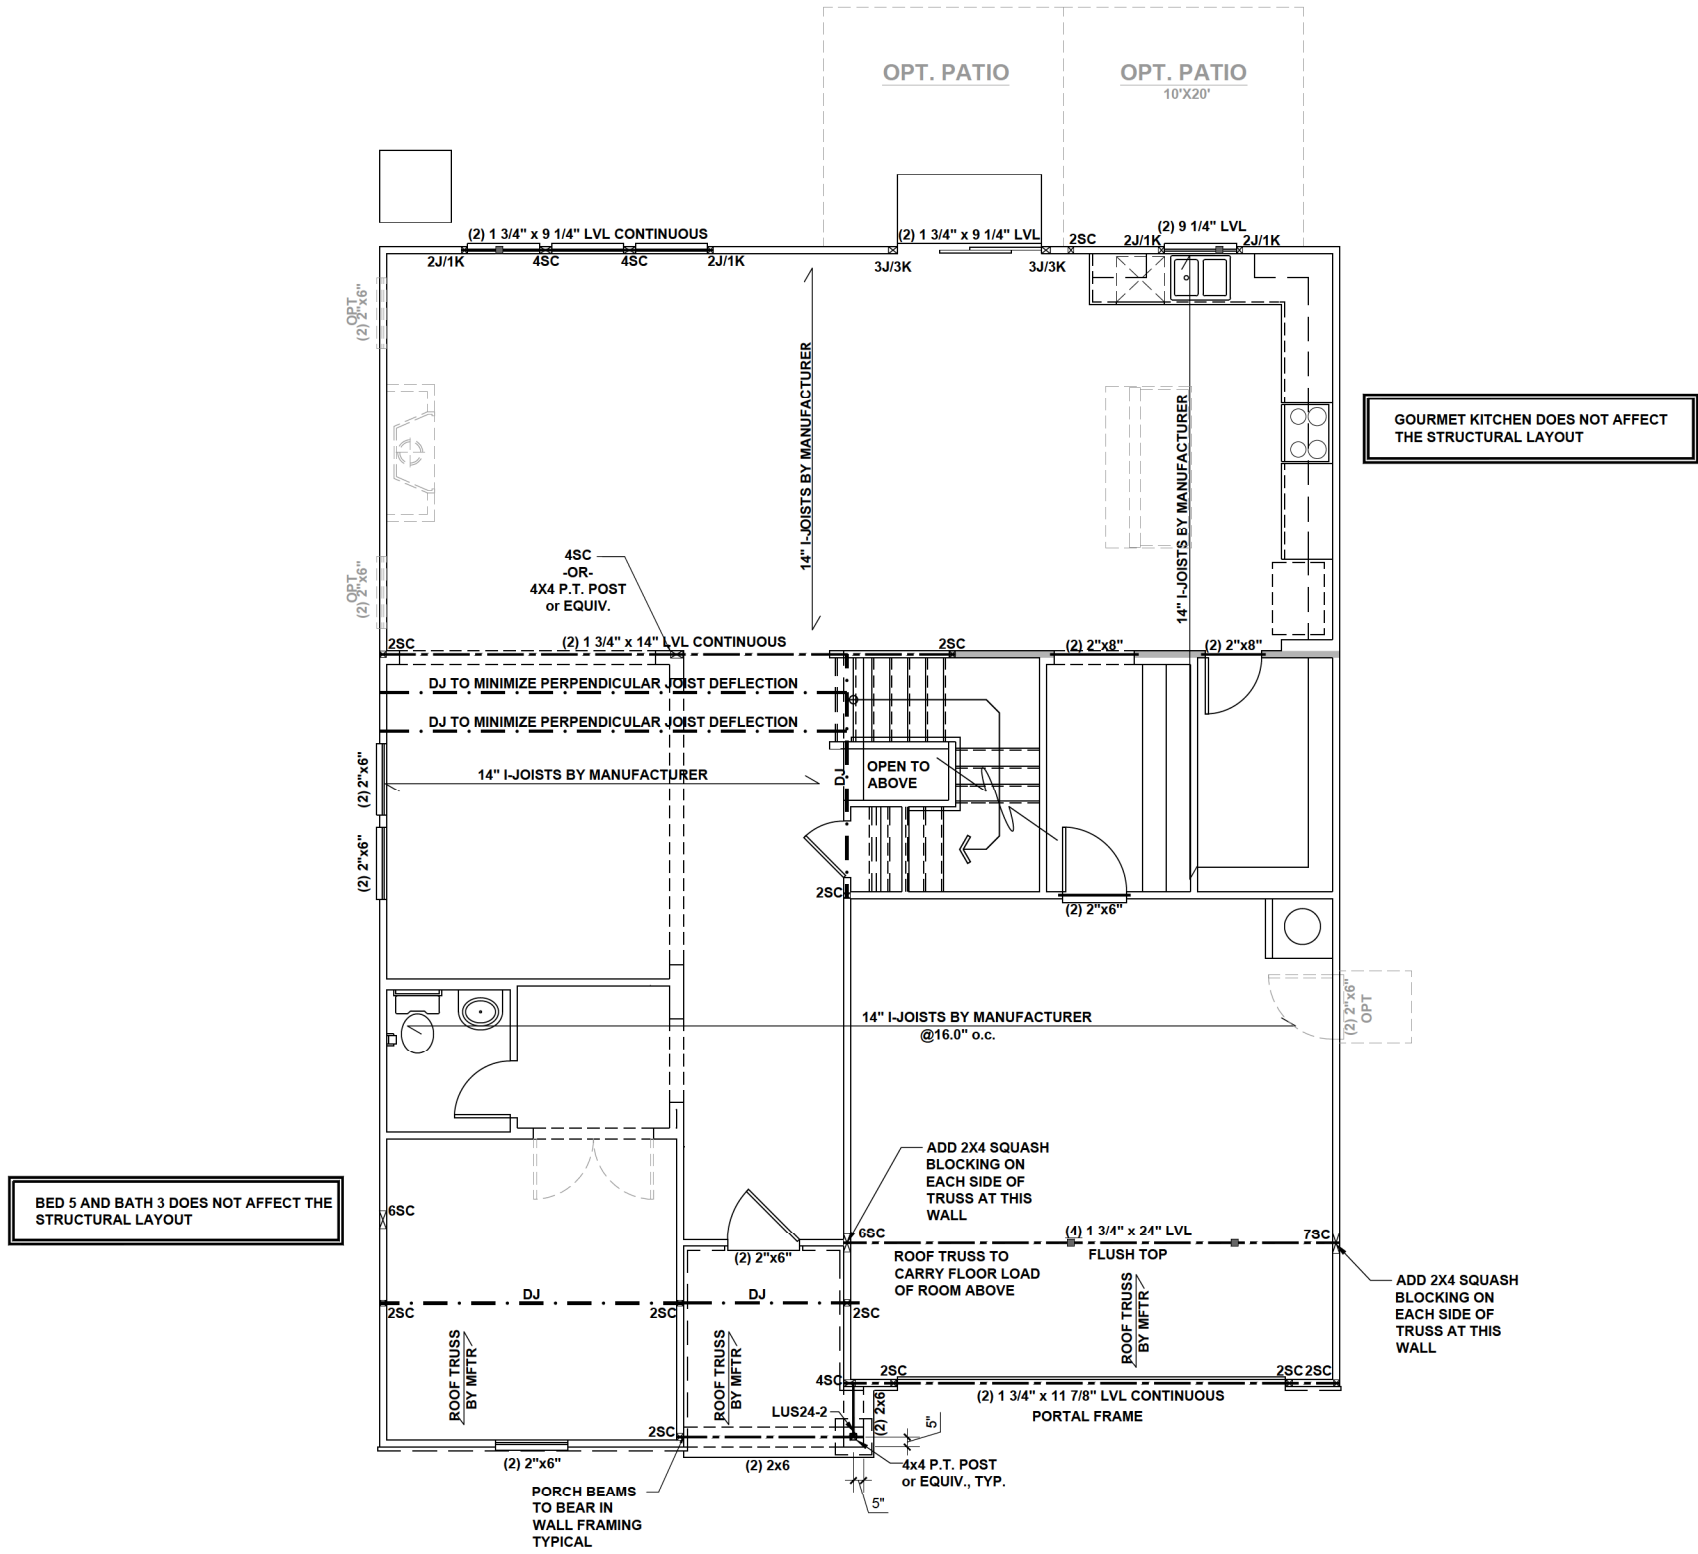 OPT. PATIO
OPT. PATIO
10'X20'
(2) 1 3/4" x 9 1/4" LVL CONTINUOUS
(2) 1 3/4" x 9 1/4" LVL
(2) 9 1/4" LVL
2SC
2J/1K
2J/1K
2J/1K
4SC
4SC
2J/1K
3J/3K
3J/3K
OPT
(2) 2"x6"
14" I-JOISTS BY MANUFACTURER
14" I-JOISTS BY MANUFACTURER
GOURMET KITCHEN DOES NOT AFFECT
THE STRUCTURAL LAYOUT
4SC
-OR-
4X4 P.T. POST
or EQUIV.
OPT
(2) 2"x6"
2SC
(2) 1 3/4" x 14" LVL CONTINUOUS
2SC
(2) 2"x8"
(2) 2"x8"
DJ TO MINIMIZE PERPENDICULAR JOIST DEFLECTION
DJ TO MINIMIZE PERPENDICULAR JOIST DEFLECTION
(2) 2"x6"
14" I-JOISTS BY MANUFACTURER
DJ
OPEN TO
ABOVE
(2) 2"x6"
2SC
(2) 2"x6"
14" I-JOISTS BY MANUFACTURER
@16.0" o.c.
(2) 2"x6"
OPT
ADD 2X4 SQUASH
BLOCKING ON
EACH SIDE OF
TRUSS AT THIS
WALL
BED 5 AND BATH 3 DOES NOT AFFECT THE
STRUCTURAL LAYOUT
6SC
6SC
(4) 1 3/4" x 24" LVL
7SC
FLUSH TOP
(2) 2"x6"
ROOF TRUSS TO
CARRY FLOOR LOAD
OF ROOM ABOVE
ADD 2X4 SQUASH
BLOCKING ON
EACH SIDE OF
TRUSS AT THIS
WALL
DJ
DJ
2SC
2SC
2SC
ROOF TRUSS
BY MFTR
ROOF TRUSS
BY MFTR
ROOF TRUSS
BY MFTR
4SC
2SC
2SC
2SC
(2) 1 3/4" x 11 7/8" LVL CONTINUOUS
PORTAL FRAME
LUS24-2
(2) 2x6
5"
2SC
(2) 2"x6"
(2) 2x6
4x4 P.T. POST
or EQUIV., TYP.
5"
PORCH BEAMS
TO BEAR IN
WALL FRAMING
TYPICAL